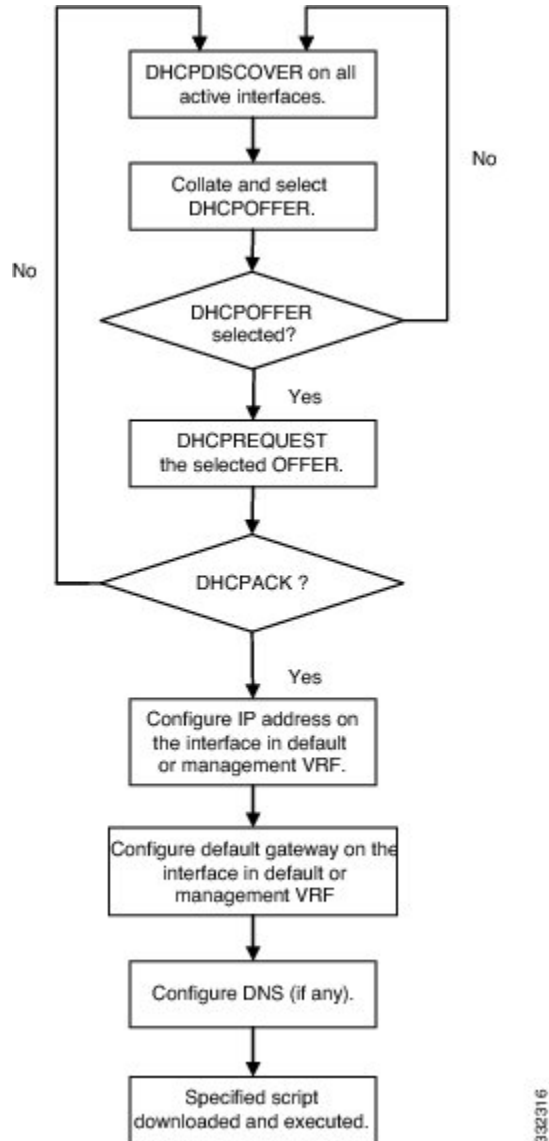 DHCPDISCOVER on all
active interfaces.
No
Collate and select
DHCPOFFER.
No
DHCPOFFER
selected?
Yes
DHCPREQUEST
the selected OFFER.
DHCPACK ?
Yes
Configure IP address on
the interface in default
or management VRF.
Configure default gateway on the
interface in default or
management VRF
Configure DNS (if any).
Specified script
downloaded and executed.